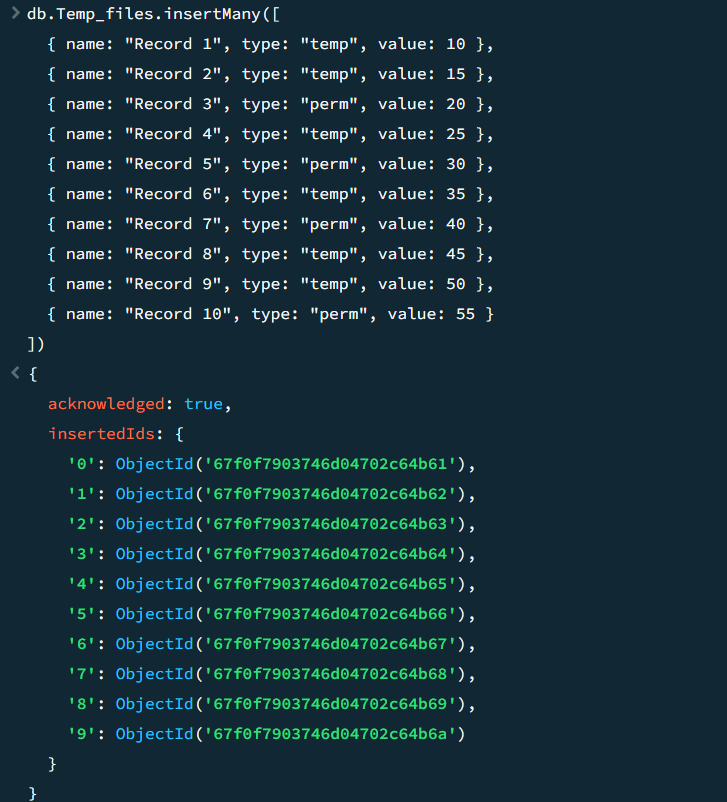 > db.Temp_files.insertMany([
{ name: "Record 1", type: "temp", value: 10 },
{ name: "Record 2", type: "temp", value: 15 },
{ name: "Record 3", type: "perm", value: 20 },
{ name: "Record 4", type: "temp", value: 25 },
{ name: "Record 5", type: "perm", value: 30 },
{ name: "Record 6", type: "temp", value: 35 },
{ name: "Record 7", type: "perm", value: 40 },
{ name: "Record 8", type: "temp", value: 45 },
{ name: "Record 9", type: "temp", value: 50 },
{ name: "Record 10", type: "perm", value: 55 }
])
< {
acknowledged: true,
insertedIds: {
'0': ObjectId('67f0f7903746d04702c64b61'),
'1': ObjectId('67f0f7903746d04702c64b62'),
'2': ObjectId('67f0f7903746d04702c64b63'),
'3': ObjectId('67f0f7903746d04702c64b64'),
'4': ObjectId('67f0f7903746d04702c64b65'),
'5': ObjectId('67f0f7903746d04702c64b66'),
'6': ObjectId('67f0f7903746d04702c64b67'),
'7': ObjectId('67f0f7903746d04702c64b68'),
'8': ObjectId('67f0f7903746d04702c64b69'),
'9': ObjectId('67f0f7903746d04702c64b6a')
}
}